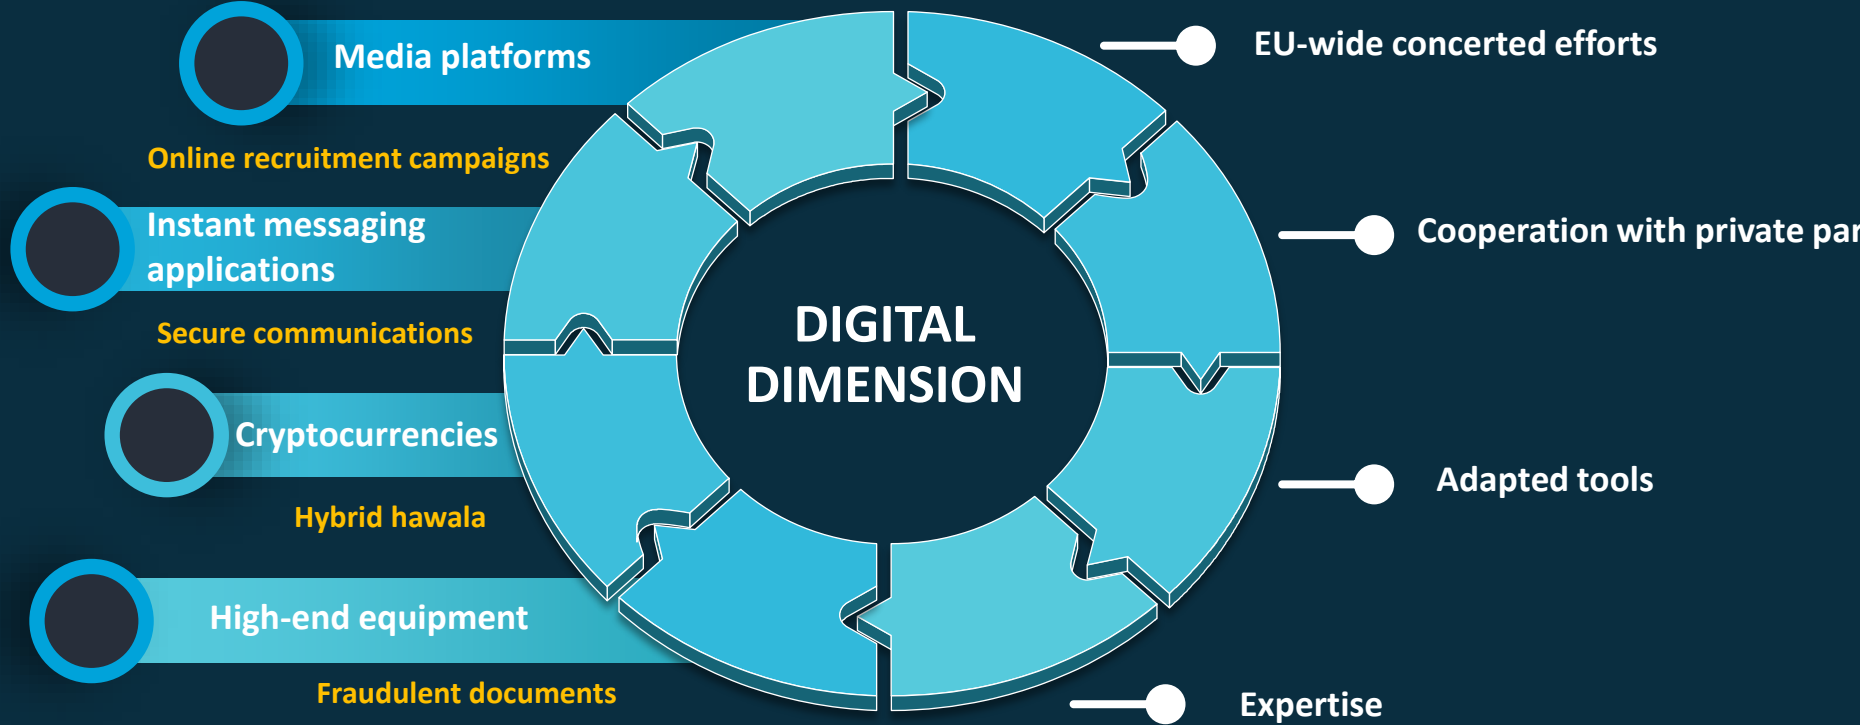 Media platforms
Online recruitment campaigns
Instant messaging
applications
Secure communications
Cryptocurrencies
Hybrid hawala
High-end equipment
Fraudulent documents
DIGITAL
DIMENSION
EU-wide concerted efforts
Cooperation with private par
Adapted tools
Expertise